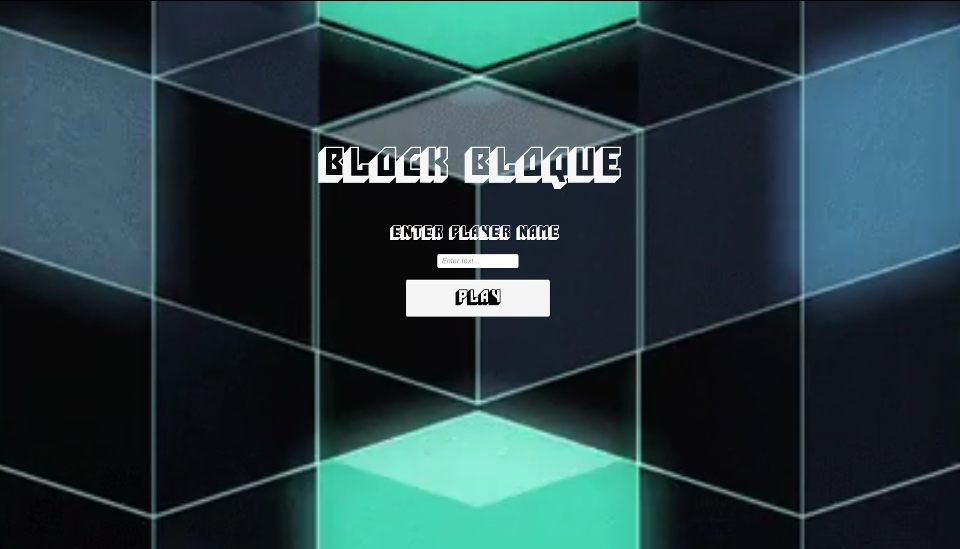 BLOCK BLOQUE
ENTER PLAYER NAME
Enter text...
PLAY